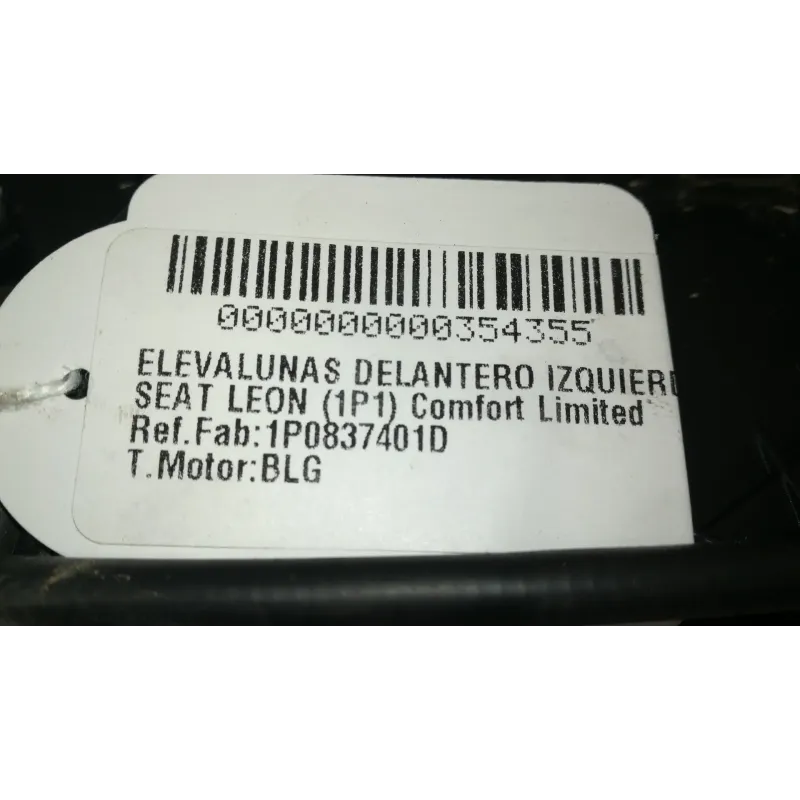 0000000000354355
ELEVALUNAS DELANTERO IZQUIERD
SEAT LEON (1P1) Comfort Limited
Ref.Fab:1P0837401D
T.Motor:BLG